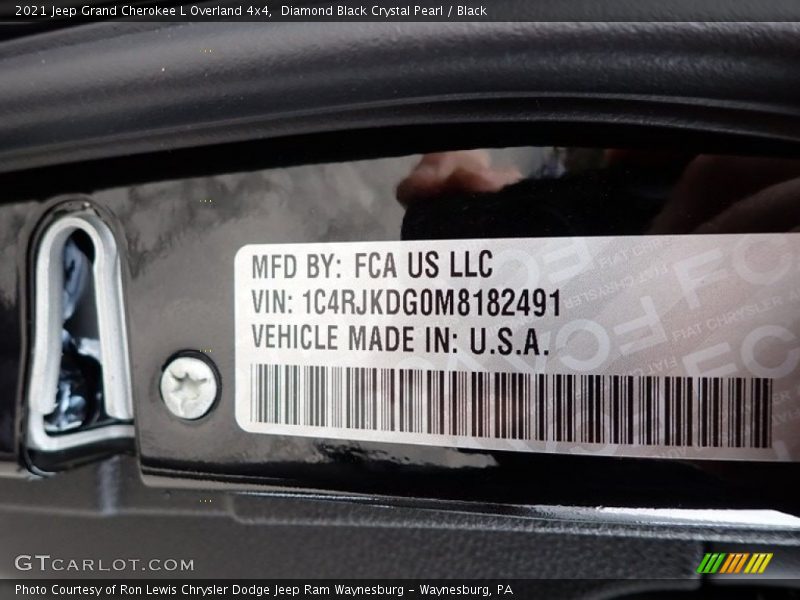 2021 Jeep Grand Cherokee L Overland 4x4,  Diamond Black Crystal Pearl / Black
MFD BY: FCA US LLC
VIN: 1C4RJKDG0M8182491
VEHICLE MADE IN: U.S.A.
GTCARLOT.COM
Photo Courtesy of Ron Lewis Chrysler Dodge Jeep Ram Waynesburg – Waynesburg, PA